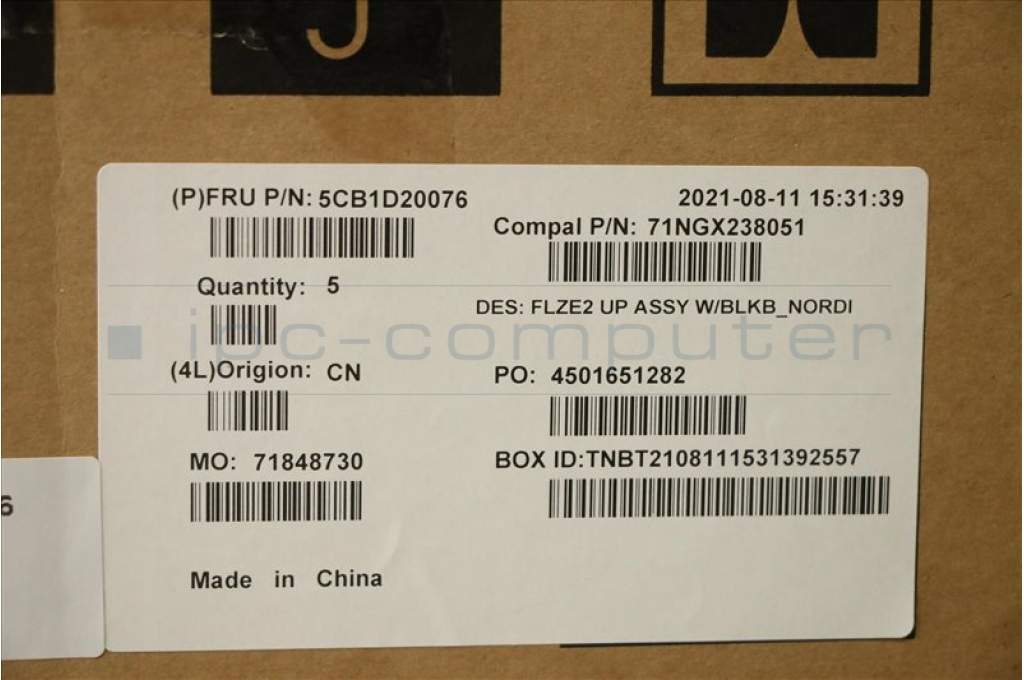 J
(P)FRU P/N: 5CB1D20076
2021-08-11 15:31:39
Compal P/N: 71NGX238051
Quantity: 5
DES: FLZE2 UP ASSY W/BLKB_NORDI
ipc-computer
(4L)Origion: CN
PO: 4501651282
MO: 71848730
BOX ID:TNBT2108111531392557
6
Made in China